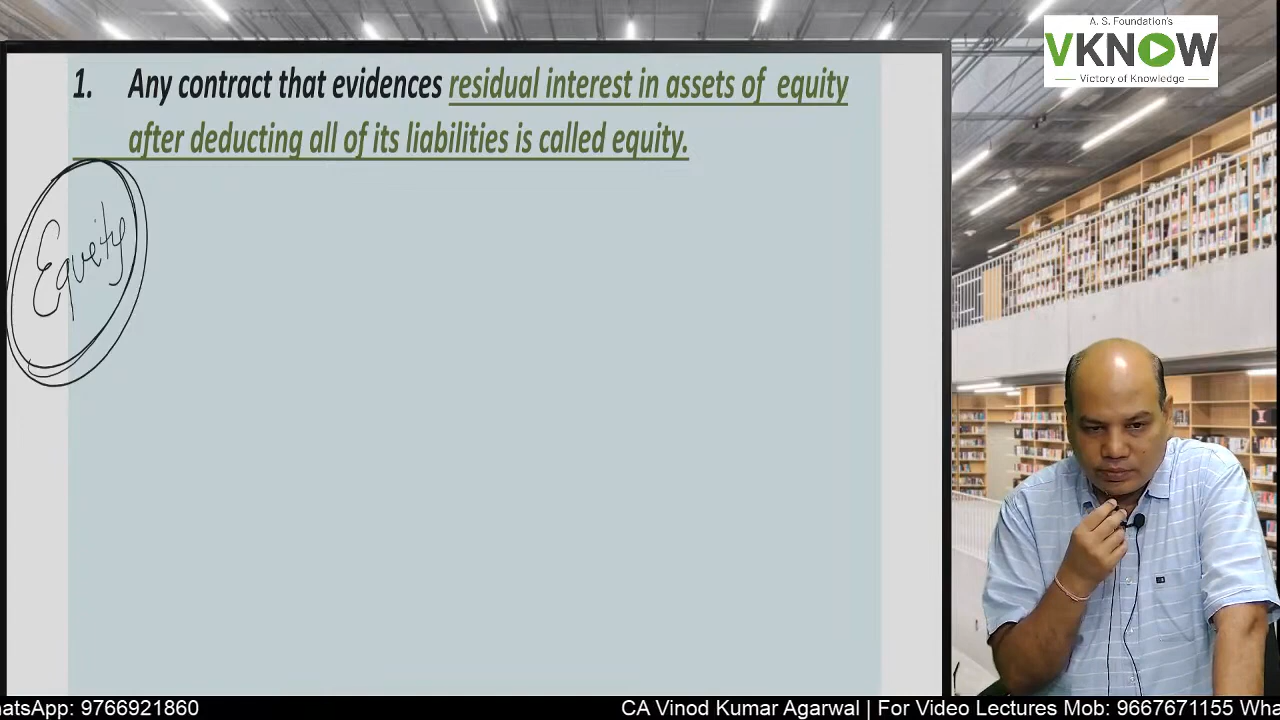 A. S. Foundation's
VKNOW
Victory of Knowledge
1. Any contract that evidences residual interest in assets of equity
after deducting all of its liabilities is called equity.
Equity
hatsApp: 9766921860 CA Vinod Kumar Agarwal | For Video Lectures Mob: 9667671155 Wha